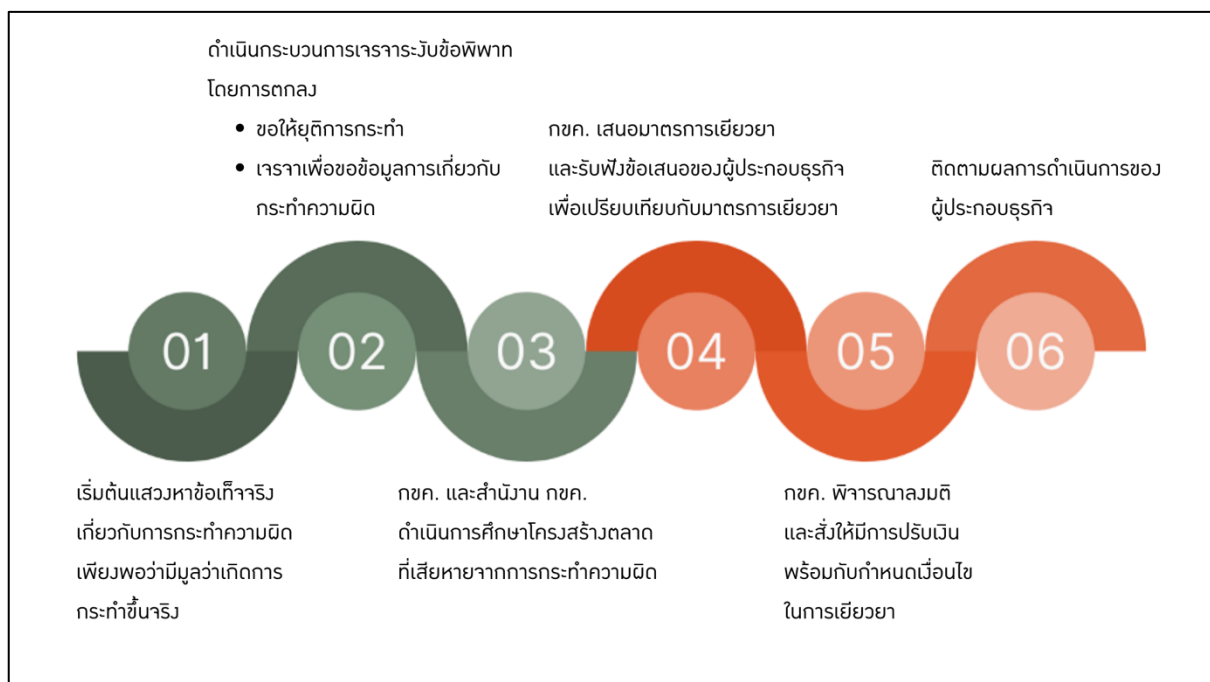 ดำเนินกระบวนการเจรจาระงับข้อพิพาท
โดยการตกลง
• ขอให้ยุติการกระทำ
• เจรจาเพื่อขอข้อมูลการเกี่ยวกับ
กระทำความผิด
กขค. เสนอมาตรการเยียวยา
และรับฟังข้อเสนอของผู้ประกอบธุรกิจ
เพื่อเปรียบเทียบกับมาตรการเยียวยา
ติดตามผลการดำเนินการของ
ผู้ประกอบธุรกิจ
01
02
03
04
05
06
เริ่มต้นแสวงหาข้อเท็จจริง
เกี่ยวกับการกระทำความผิด
เพียงพอว่ามีมูลว่าเกิดการ
กระทำขึ้นจริง
กขค. และสำนังาน กขค.
ดำเนินการศึกษาโครงสร้างตลาด
ที่เสียหายจากการกระทำความผิด
กขค. พิจารณาลงมติ
และสั่งให้มีการปรับเงิน
พร้อมกับกำหนดเงื่อนไข
ในการเยียวยา